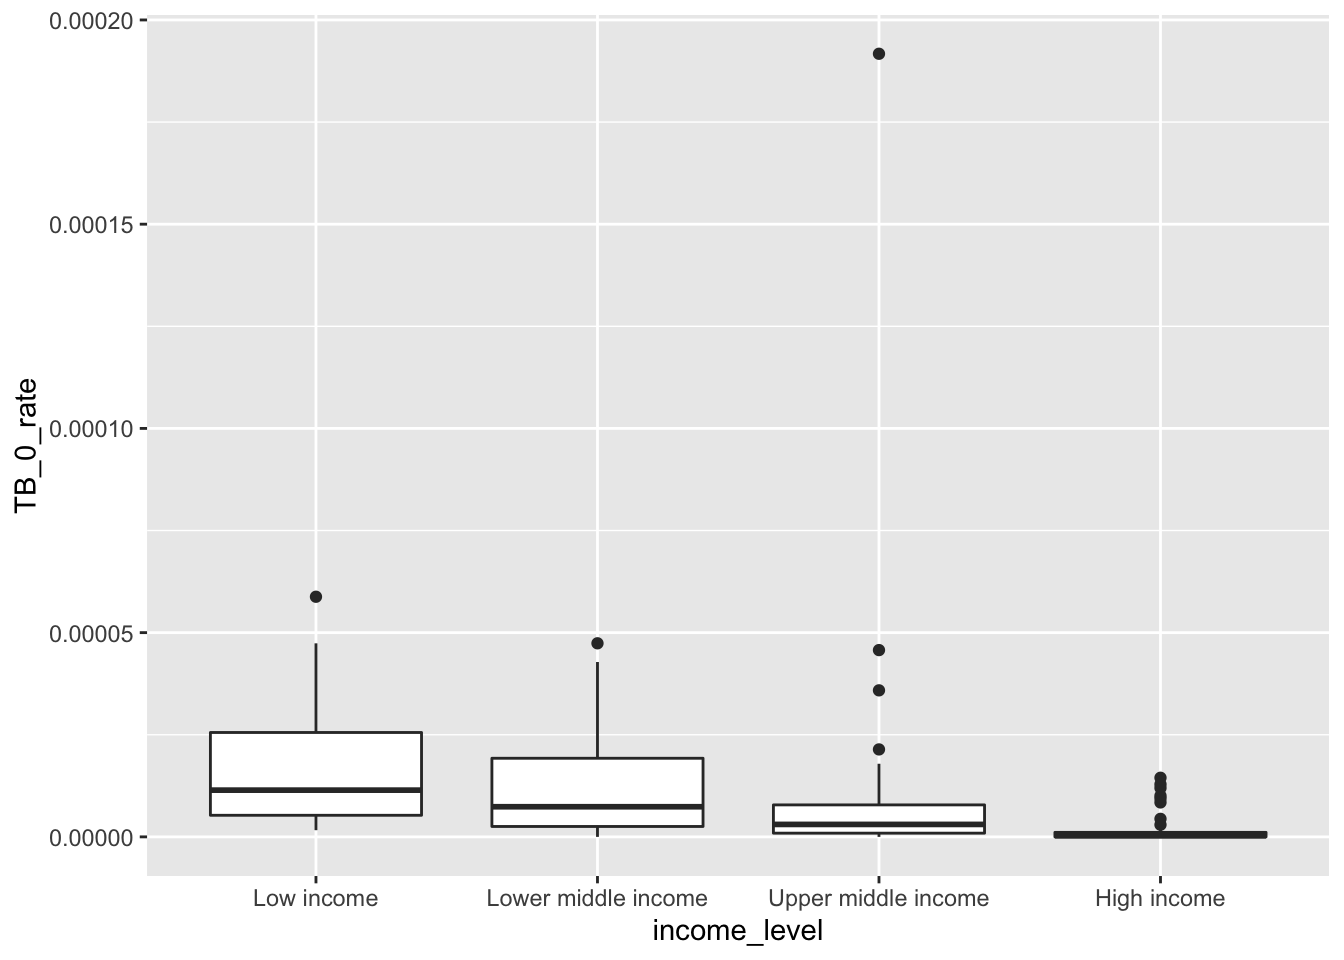 0.00020
0.00015
0.00010
0.00005
0.00000
TB_0_rate
Low income
Lower middle income
Upper middle income
High income
income_level